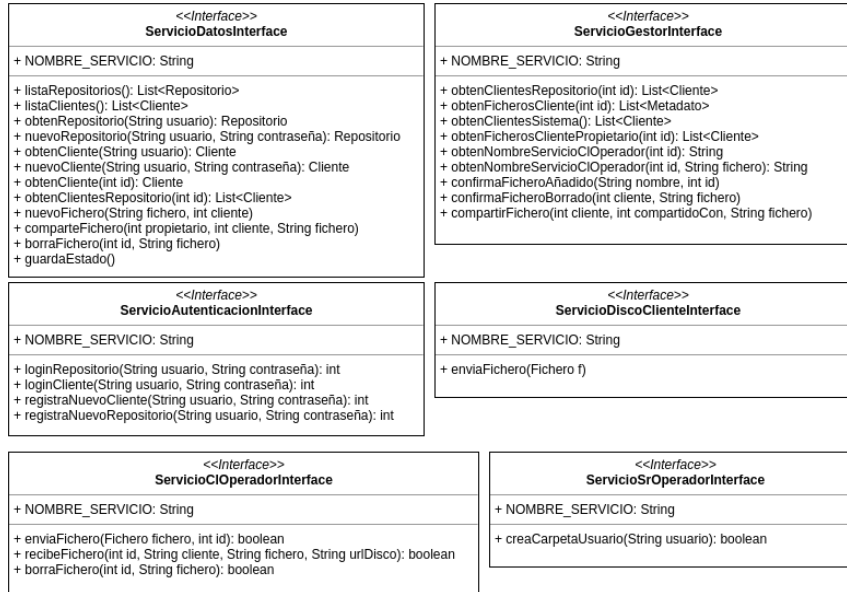 <<Interface>>
ServicioDatosInterface
+ NOMBRE_SERVICIO: String
+ listaRepositorios(): List<Repositorio>
+ listaClientes(): List<Cliente>
+ obtenRepositorio(String usuario): Repositorio
+ nuevoRepositorio(String usuario, String contraseña): Repositorio
+ obtenCliente(String usuario): Cliente
+ nuevoCliente(String usuario, String contraseña): Cliente
+ obtenCliente(int id): Cliente
+ obtenClientesRepositorio(int id): List<Cliente>
+ nuevoFichero(String fichero, int cliente)
+ comparteFichero(int propietario, int cliente, String fichero)
+ borraFichero(int id, String fichero)
+ guardaEstado()
<<Interface>>
ServicioGestorInterface
+ NOMBRE_SERVICIO: String
+ obtenClientesRepositorio(int id): List<Cliente>
+ obtenFicherosCliente(int id): List<Metadato>
+ obtenClientesSistema(): List<Cliente>
+ obtenFicherosClientePropietario(int id): List<Cliente>
+ obtenNombreServicioClOperador(int id): String
+ obtenNombreServicioClOperador(int id, String fichero): String
+ confirmaFicheroAñadido(String nombre, int id)
+ confirmaFicheroBorrado(int cliente, String fichero)
+ compartirFichero(int cliente, int compartidoCon, String fichero)
<<Interface>>
ServicioAutenticacionInterface
+ NOMBRE_SERVICIO: String
+ loginRepositorio(String usuario, String contraseña): int
+ loginCliente(String usuario, String contraseña): int
+ registraNuevoCliente(String usuario, String contraseña): int
+ registraNuevoRepositorio(String usuario, String contraseña): int
<<Interface>>
ServicioDiscoClienteInterface
+ NOMBRE_SERVICIO: String
+ enviaFichero(Fichero f)
<<Interface>>
ServicioClOperadorInterface
+ NOMBRE_SERVICIO: String
+ enviaFichero(Fichero fichero, int id): boolean
+ recibeFichero(int id, String cliente, String fichero, String urlDisco): boolean
+ borraFichero(int id, String fichero): boolean
<<Interface>>
ServicioSrOperadorInterface
+ NOMBRE_SERVICIO: String
+ creaCarpetaUsuario(String usuario): boolean